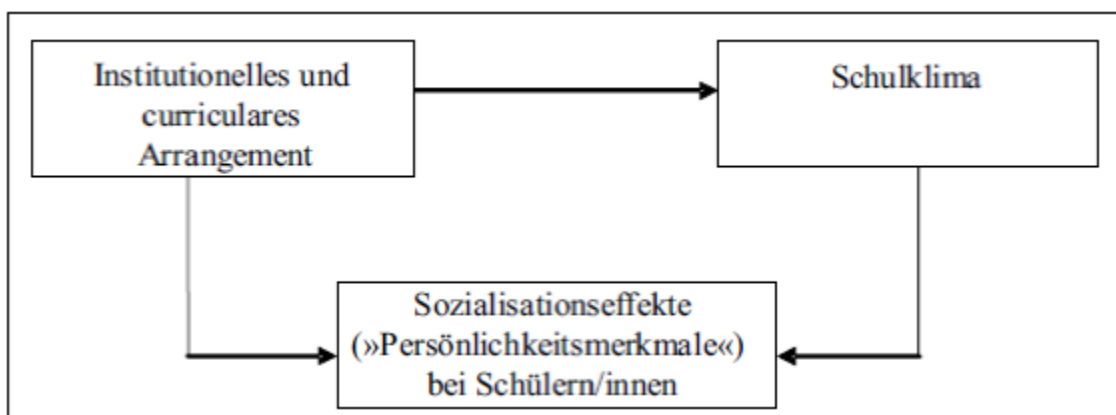 Institutionelles und
curriculares
Arrangement
Schulklima
Sozialisationseffekte
(»Persönlichkeitsmerkmale«)
bei Schülern/innen